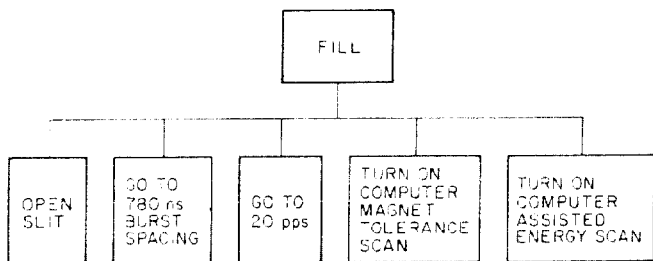 FILL
OPEN
SLIT
GO TO
780 ns
BURST
SPACING
GO TO
20 pps
TURN ON
COMPUTER
MAGNET
TOLERANCE
SCAN
TURN ON
COMPUTER
ASSISTED
ENERGY SCAN